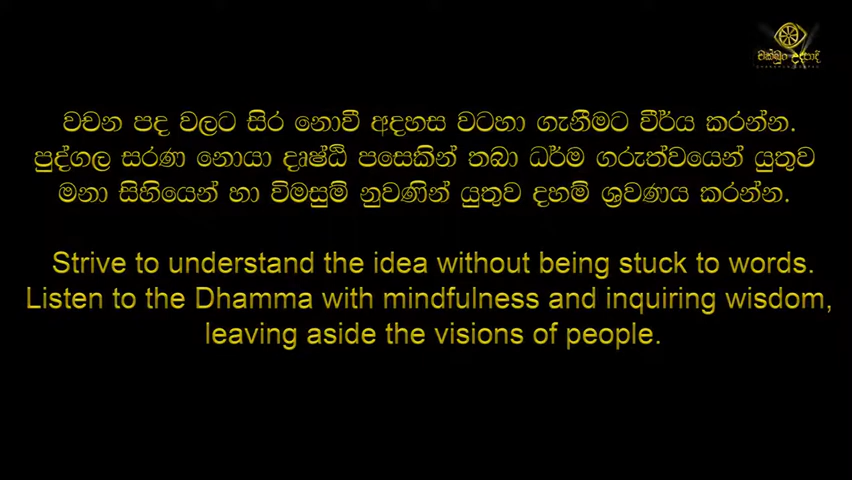 චක්ඛුං උදපාදි
වචන පද වලට සිර නොවී අදහස වටහා ගැනීමට වීර්ය කරන්න.
පුද්ගල සරණ නොයා දෘෂ්ඨි පසෙකින් තබා ධර්ම ගරුත්වයෙන් යුතුව
මනා සිහියෙන් හා විමසුම් නුවණින් යුතුව දහම් ශ්‍රවණය කරන්න.
Strive to understand the idea without being stuck to words.
Listen to the Dhamma with mindfulness and inquiring wisdom,
leaving aside the visions of people.